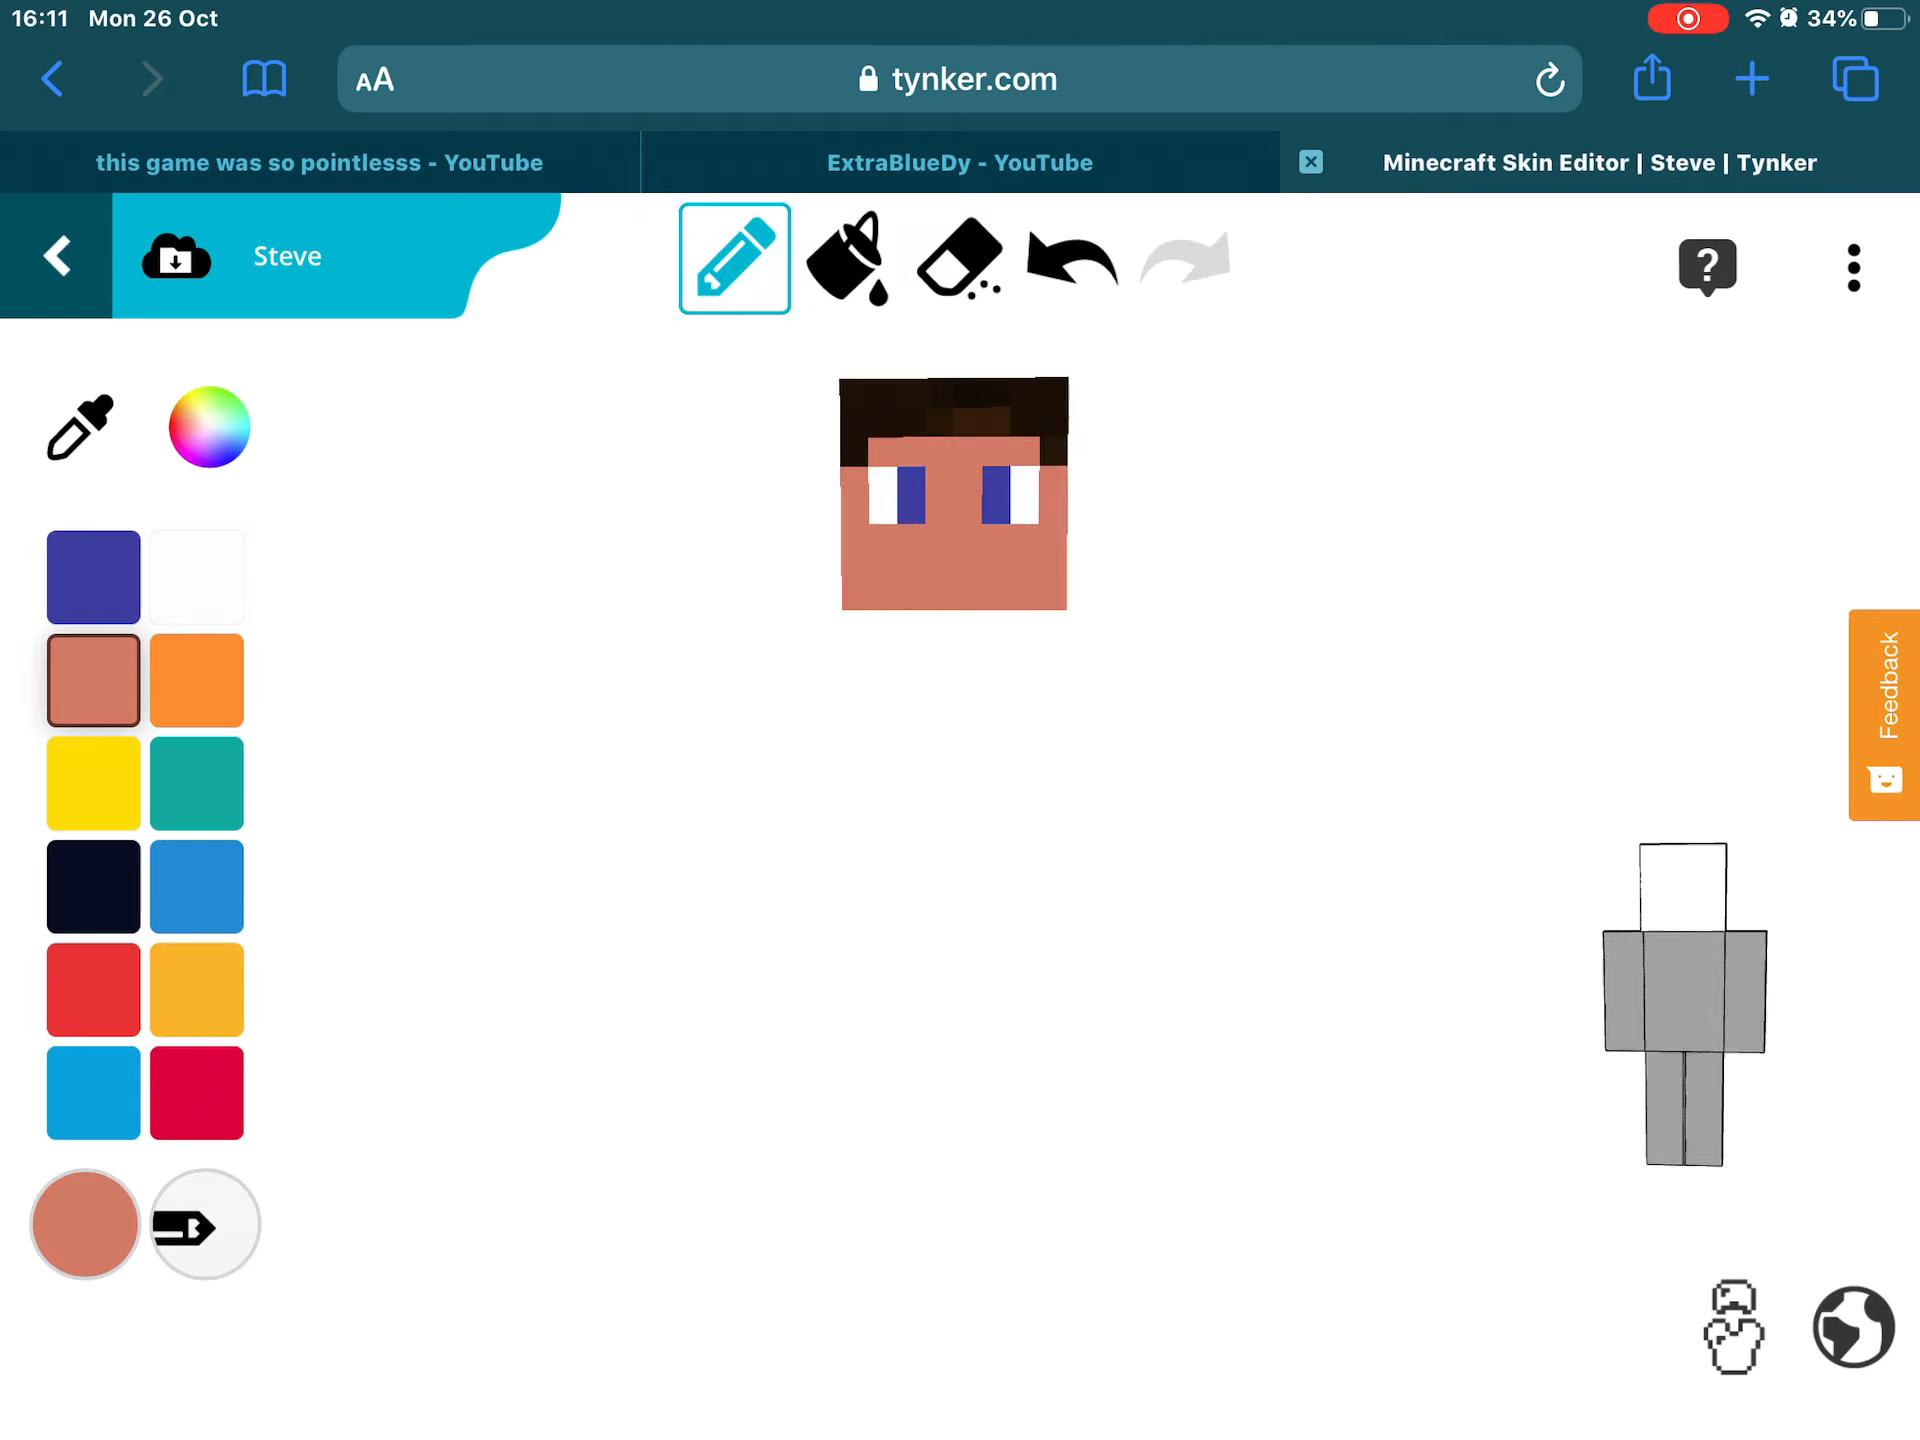 16:11 Mon 26 Oct
34%
AA
tynker.com
this game was so pointlesss - YouTube
ExtraBlueDy - YouTube
Minecraft Skin Editor | Steve | Tynker
Steve
?
Feedback